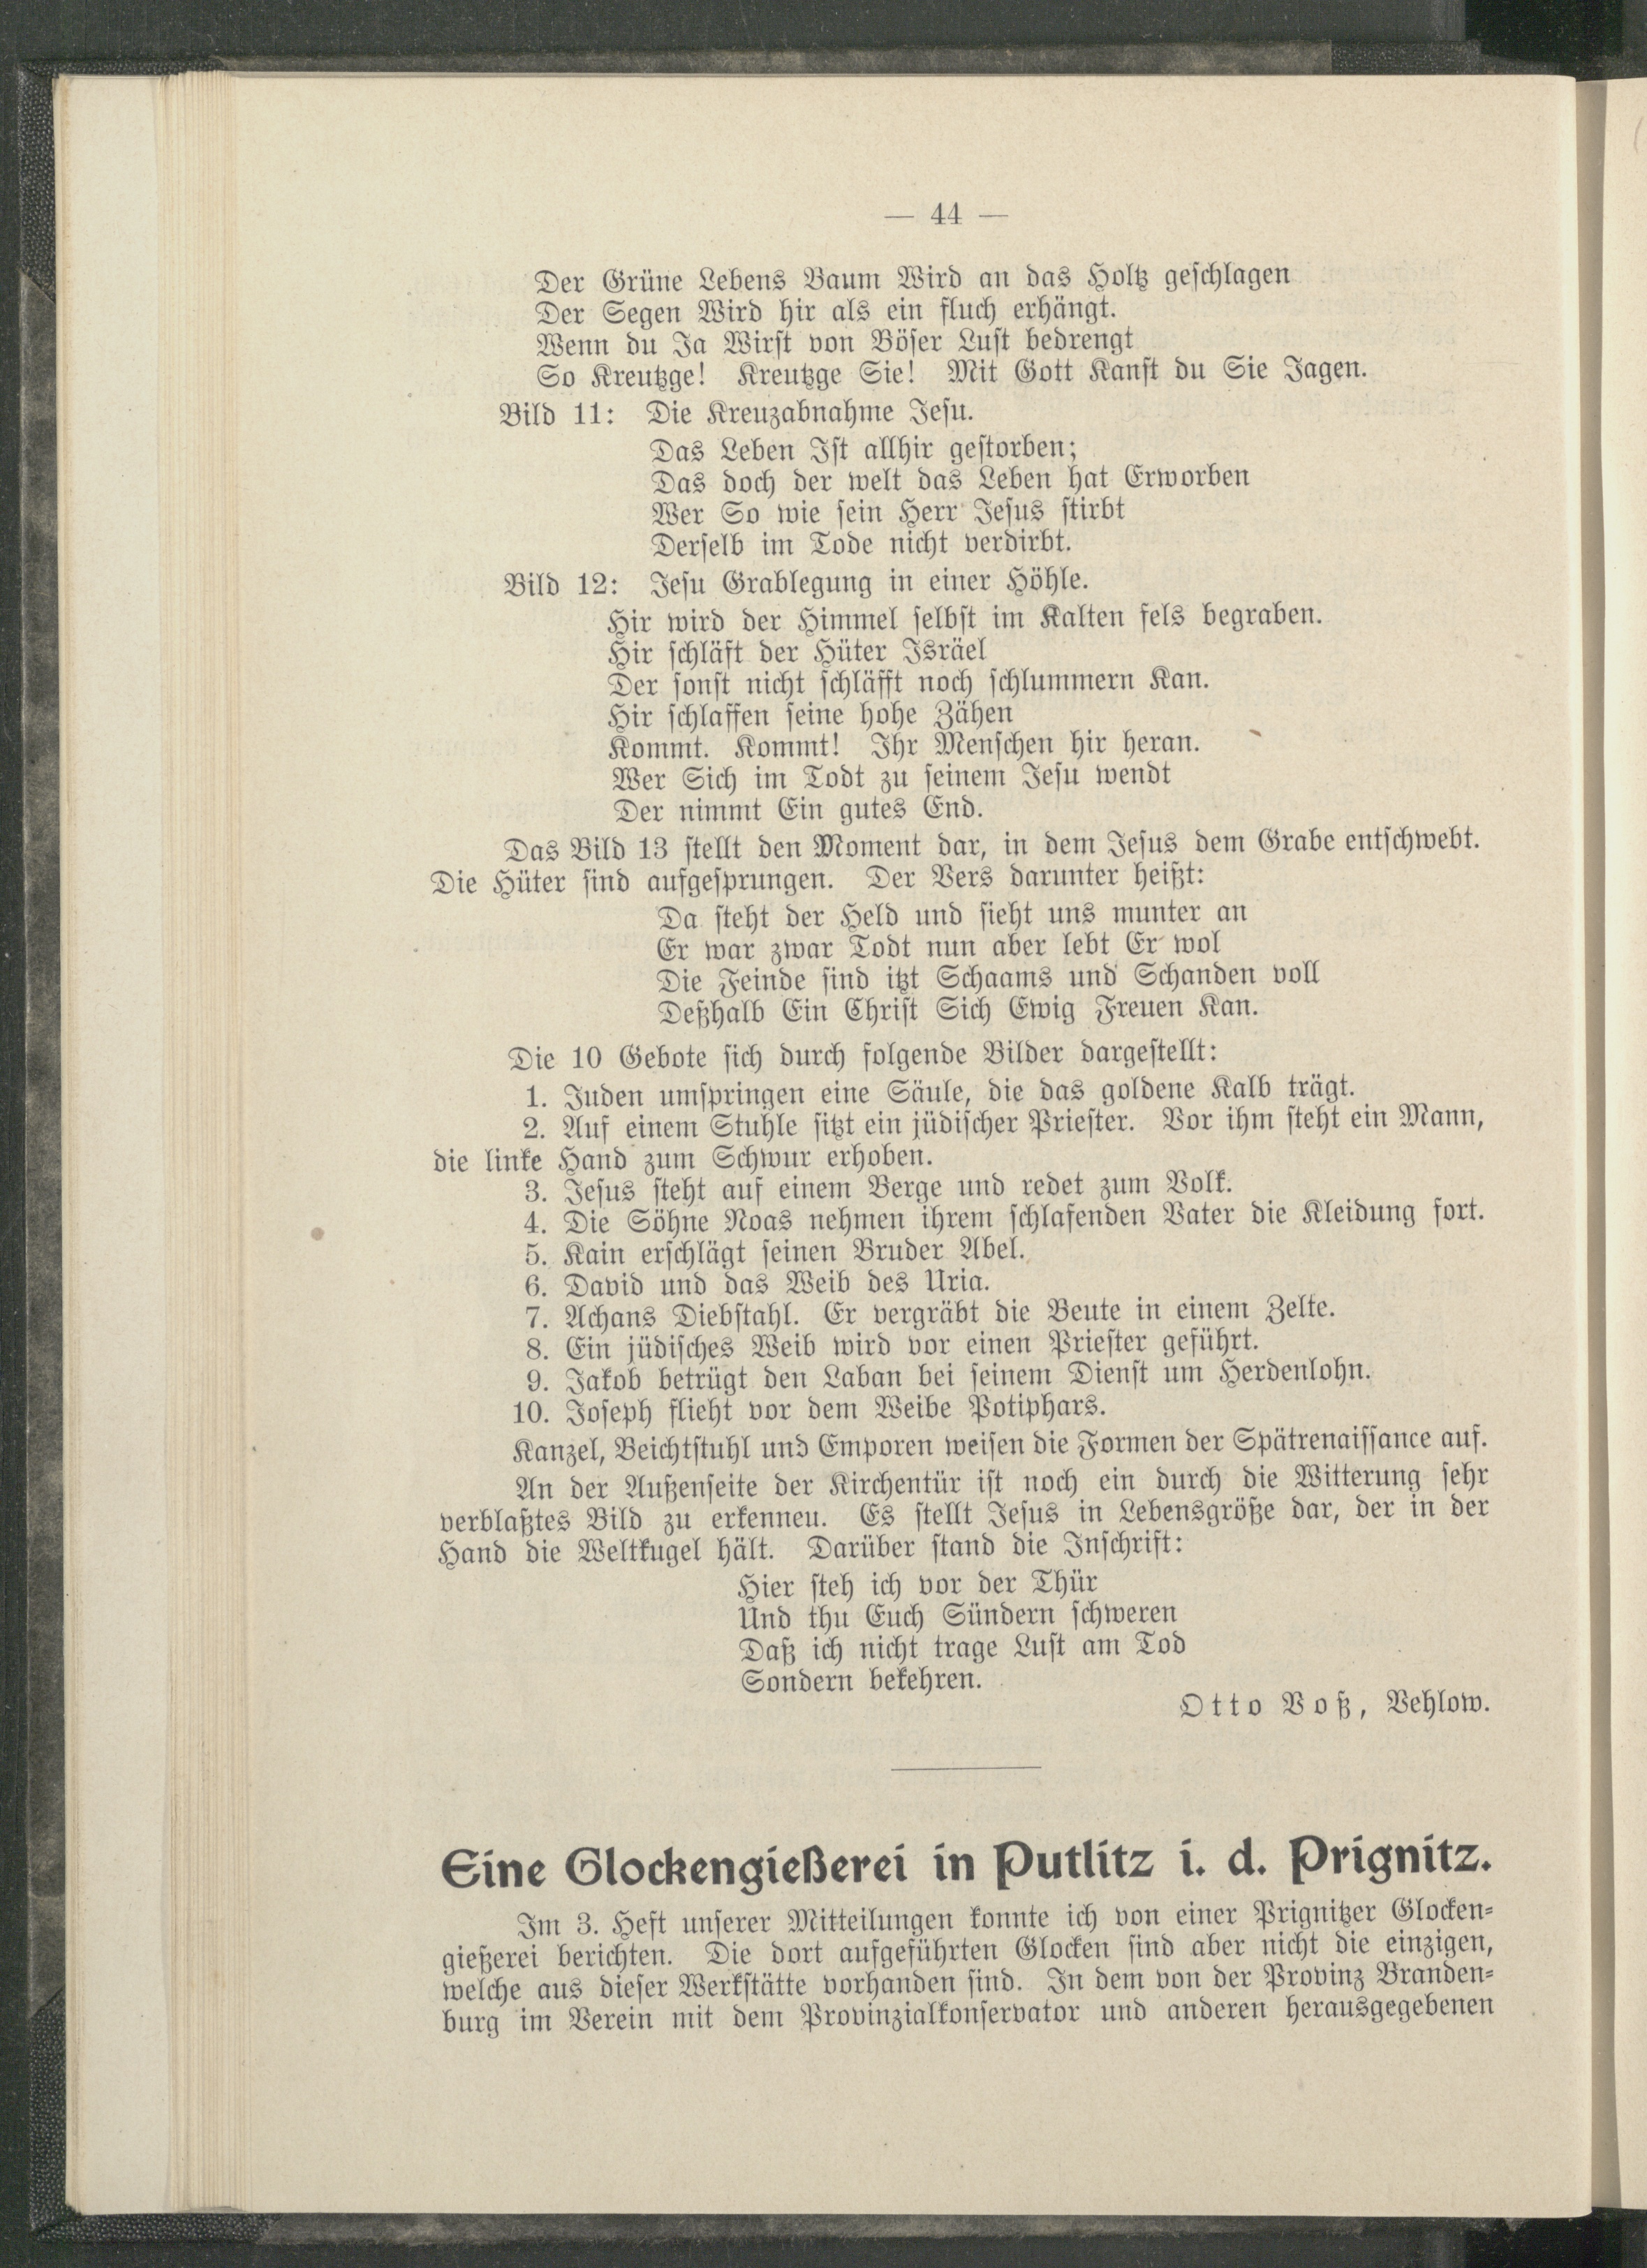 — 44 —
Der Grüne Lebens Baum Wird an das Holtz geschlagen
Der Segen Wird hir als ein fluch erhängt.
Wenn du Ja Wirst von Böser Lust bedrengt
So Kreutzge! Kreutzge Sie! Mit Gott Kanst du Sie Jagen.
Bild 11: Die Kreuzabnahme Jesu.
Das Leben Ist allhir gestorben;
Das doch der welt das Leben hat Erworben
Wer So wie sein Herr Jesus stirbt
Derselb im Tode nicht verdirbt.
Bild 12: Jesu Grablegung in einer Höhle.
Hir wird der Himmel selbst im Kalten fels begraben.
Hir schläft der Hüter Isräel
Der sonst nicht schläfft noch schlummern Kan.
Hir schlaffen seine hohe Zähen
Kommt. Kommt! Ihr Menschen hir heran.
Wer Sich im Todt zu seinem Jesu wendt
Der nimmt Ein gutes End.
Das Bild 13 stellt den Moment dar, in dem Jesus dem Grabe entschwebt.
Die Hüter sind aufgesprungen. Der Vers darunter heißt:
Da steht der Held und sieht uns munter an
Er war zwar Todt nun aber lebt Er wol
Die Feinde sind itzt Schaams und Schanden voll
Deßhalb Ein Christ Sich Ewig Freuen Kan.
Die 10 Gebote sich durch folgende Bilder dargestellt:
1. Juden umspringen eine Säule, die das goldene Kalb trägt.
2. Auf einem Stuhle sitzt ein jüdischer Priester. Vor ihm steht ein Mann,
die linke Hand zum Schwur erhoben.
3. Jesus steht auf einem Berge und redet zum Volk.
4. Die Söhne Noas nehmen ihrem schlafenden Vater die Kleidung fort.
5. Kain erschlägt seinen Bruder Abel.
6. David und das Weib des Uria.
7. Achans Diebstahl. Er vergräbt die Beute in einem Zelte.
8. Ein jüdisches Weib wird vor einen Priester geführt.
9. Jakob betrügt den Laban bei seinem Dienst um Herdenlohn.
10. Joseph flieht vor dem Weibe Potiphars.
Kanzel, Beichtstuhl und Emporen weisen die Formen der Spätrenaissance auf.
An der Außenseite der Kirchentür ist noch ein durch die Witterung sehr
verblaßtes Bild zu erkenneu. Es stellt Jesus in Lebensgröße dar, der in der
Hand die Weltkugel hält. Darüber stand die Inschrift:
Hier steh ich vor der Thür
Und thu Euch Sündern schweren
Daß ich nicht trage Lust am Tod
Sondern bekehren.
Otto Voß, Vehlow.
Eine Glockengießerei in Putlitz i. d. Prignitz.
Im 3. Heft unserer Mitteilungen konnte ich von einer Prignitzer Glocken-
gießerei berichten. Die dort aufgeführten Glocken sind aber nicht die einzigen,
welche aus dieser Werkstätte vorhanden sind. In dem von der Provinz Branden-
burg im Verein mit dem Provinzialkonservator und anderen herausgegebenen